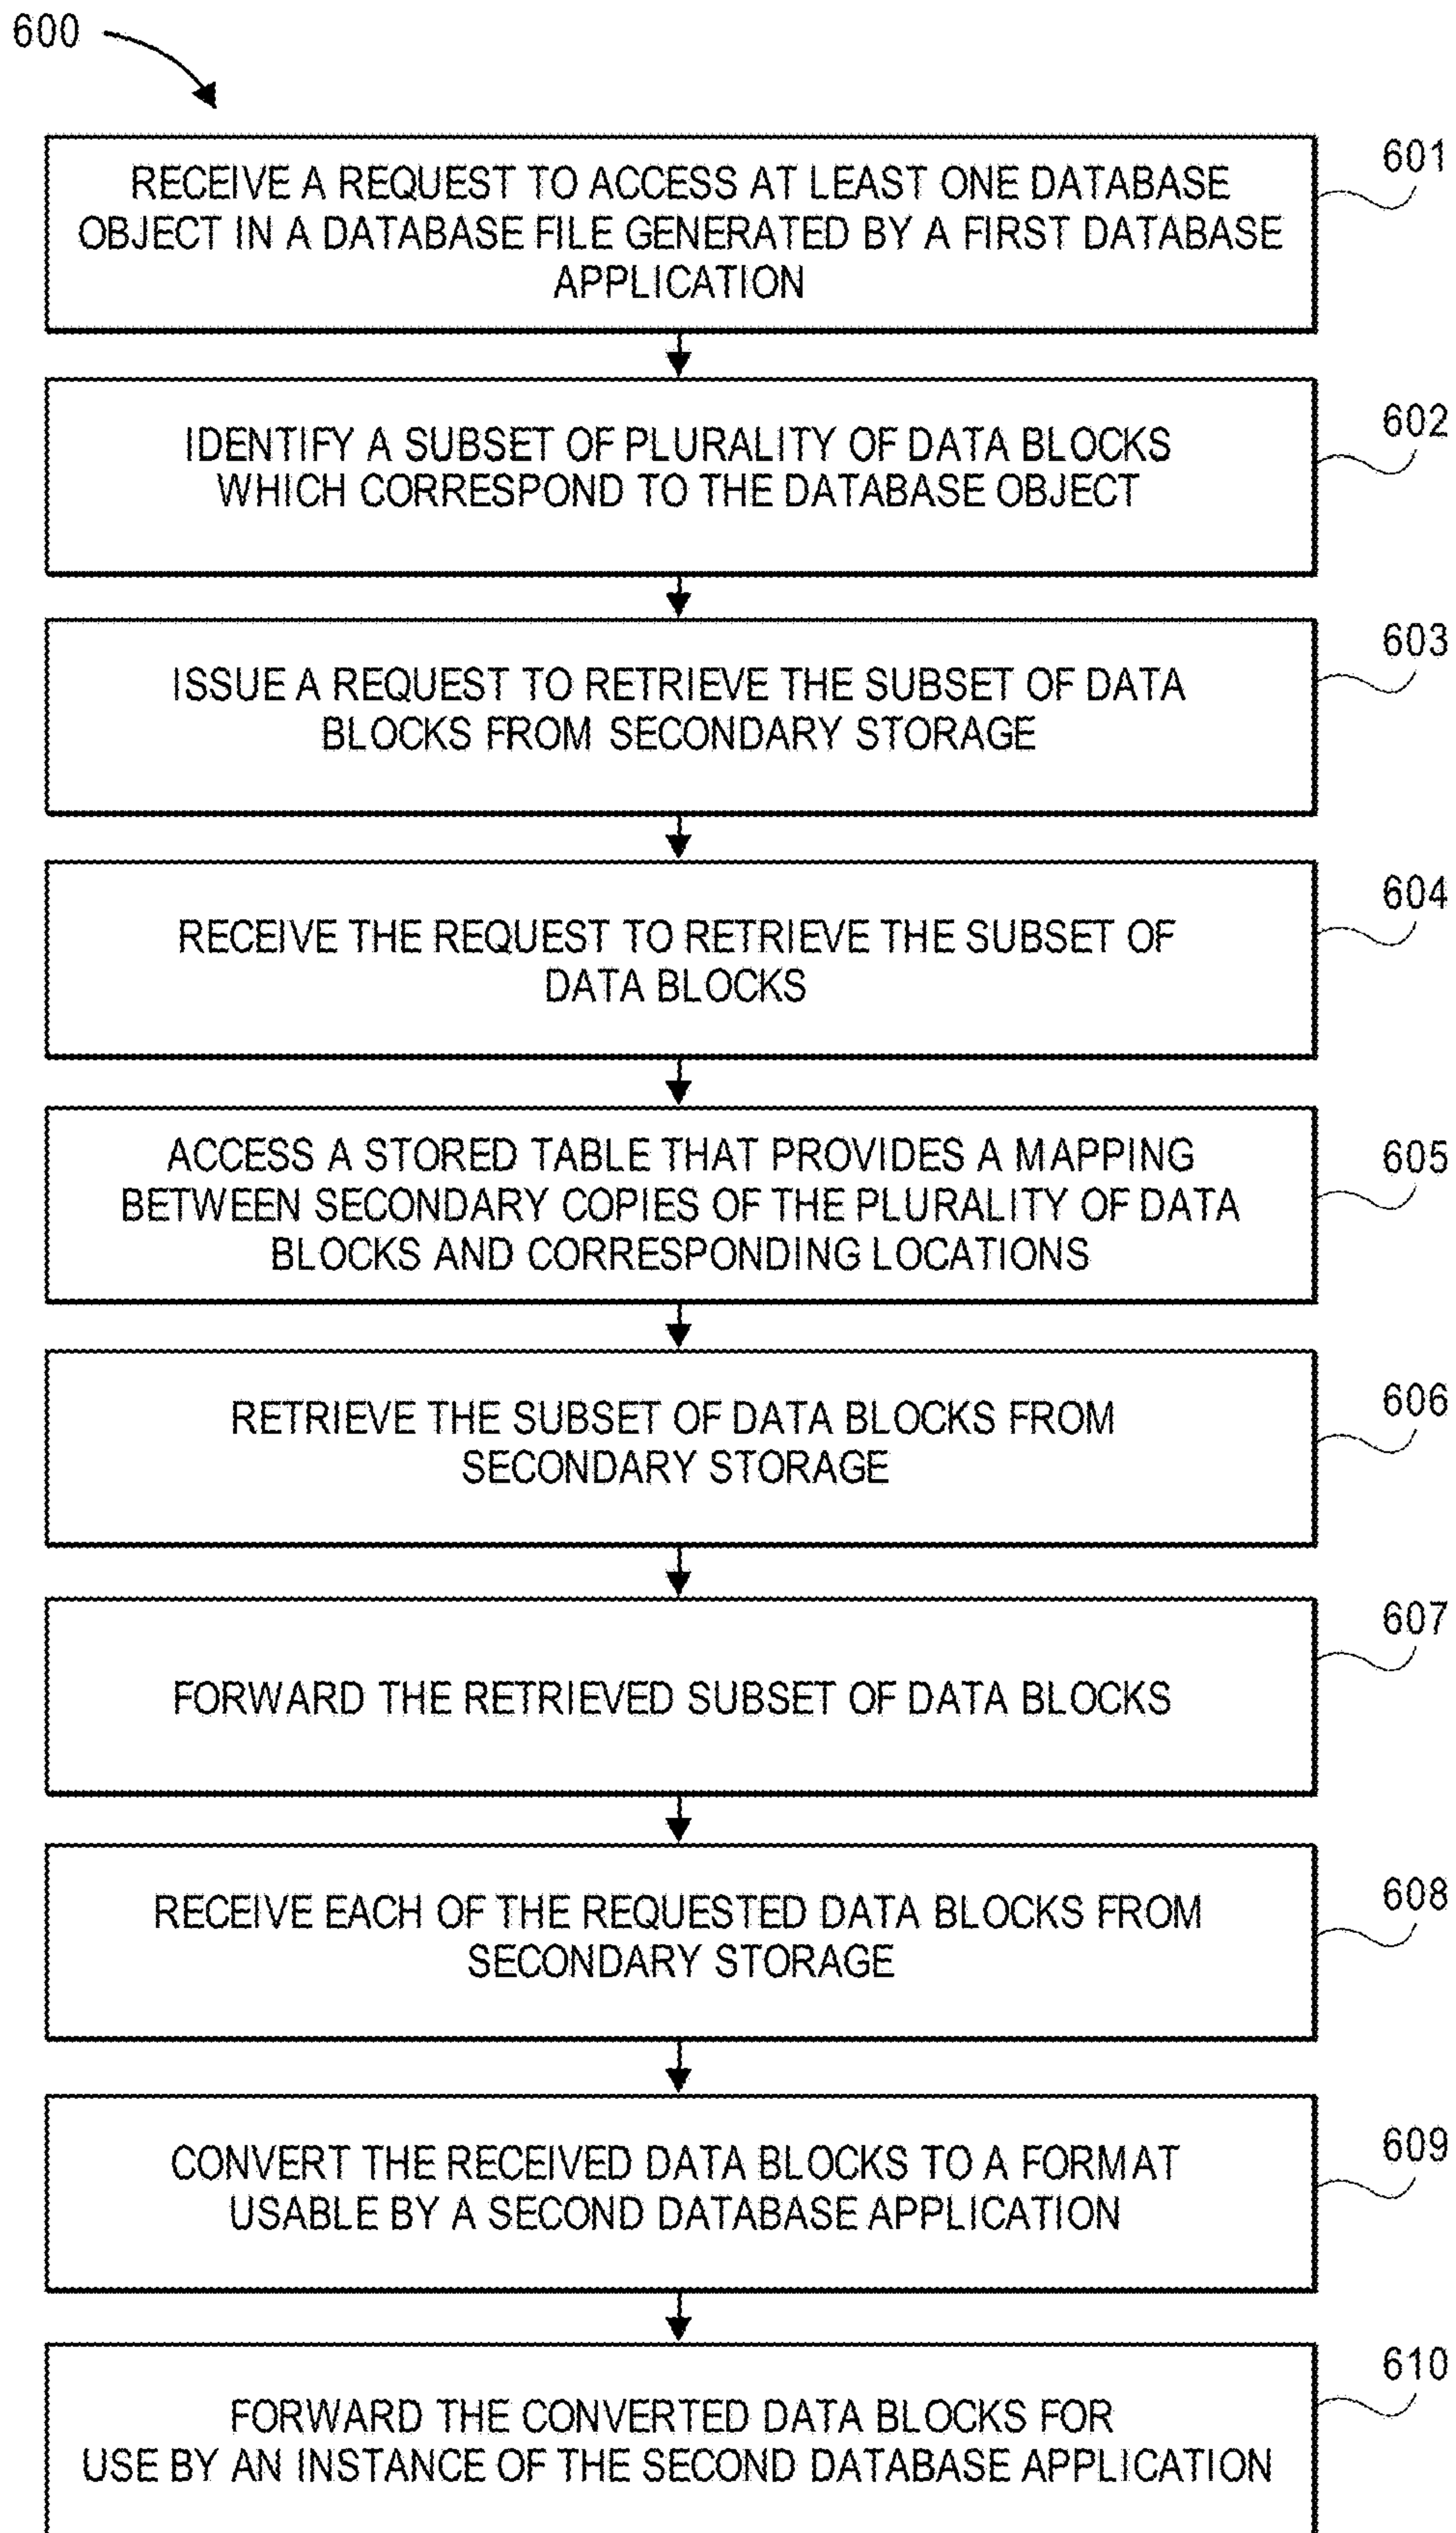 600
RECEIVE A REQUEST TO ACCESS AT LEAST ONE DATABASE
OBJECT IN A DATABASE FILE GENERATED BY A FIRST DATABASE
APPLICATION
601
IDENTIFY A SUBSET OF PLURALITY OF DATA BLOCKS
WHICH CORRESPOND TO THE DATABASE OBJECT
602
ISSUE A REQUEST TO RETRIEVE THE SUBSET OF DATA
BLOCKS FROM SECONDARY STORAGE
603
RECEIVE THE REQUEST TO RETRIEVE THE SUBSET OF
DATA BLOCKS
604
ACCESS A STORED TABLE THAT PROVIDES A MAPPING
BETWEEN SECONDARY COPIES OF THE PLURALITY OF DATA
BLOCKS AND CORRESPONDING LOCATIONS
605
RETRIEVE THE SUBSET OF DATA BLOCKS FROM
SECONDARY STORAGE
606
FORWARD THE RETRIEVED SUBSET OF DATA BLOCKS
607
RECEIVE EACH OF THE REQUESTED DATA BLOCKS FROM
SECONDARY STORAGE
608
CONVERT THE RECEIVED DATA BLOCKS TO A FORMAT
USABLE BY A SECOND DATABASE APPLICATION
609
FORWARD THE CONVERTED DATA BLOCKS FOR
USE BY AN INSTANCE OF THE SECOND DATABASE APPLICATION
610